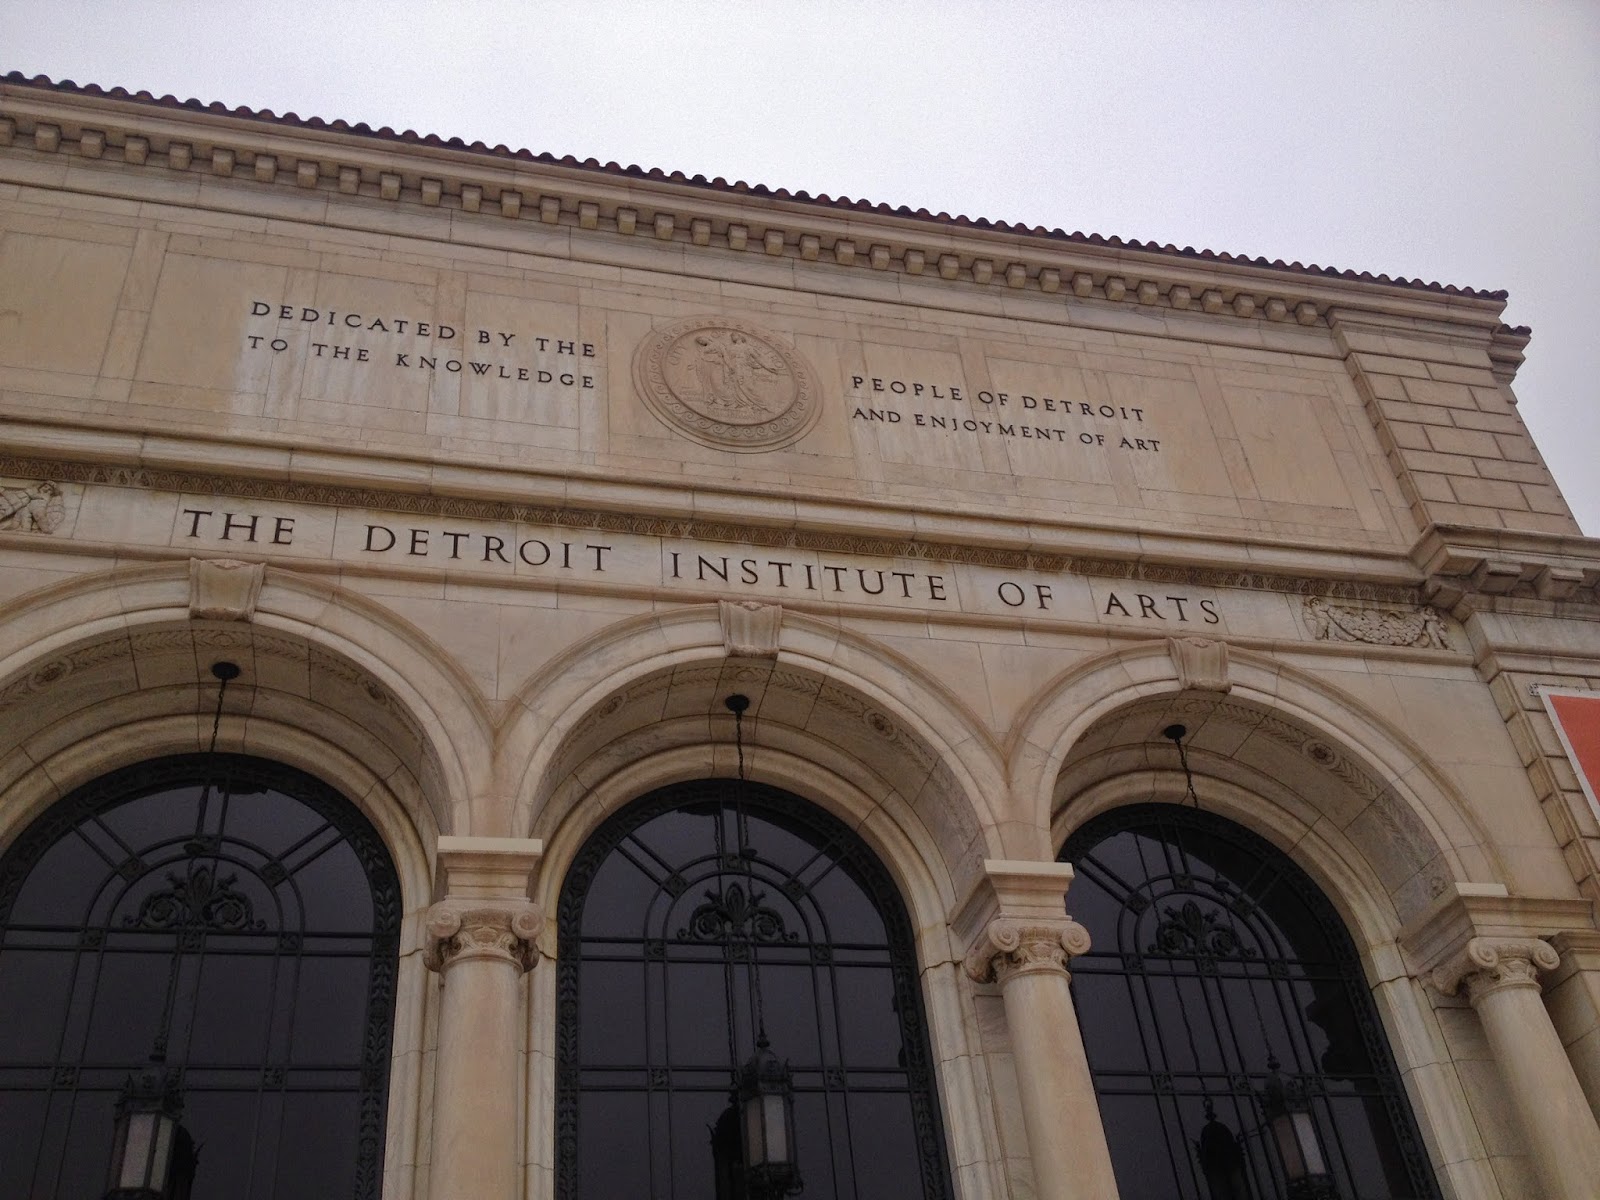 DEDICATED BY THE PEOPLE OF DETROIT
TO THE KNOWLEDGE AND ENJOYMENT OF ART
THE DETROIT INSTITUTE OF ARTS